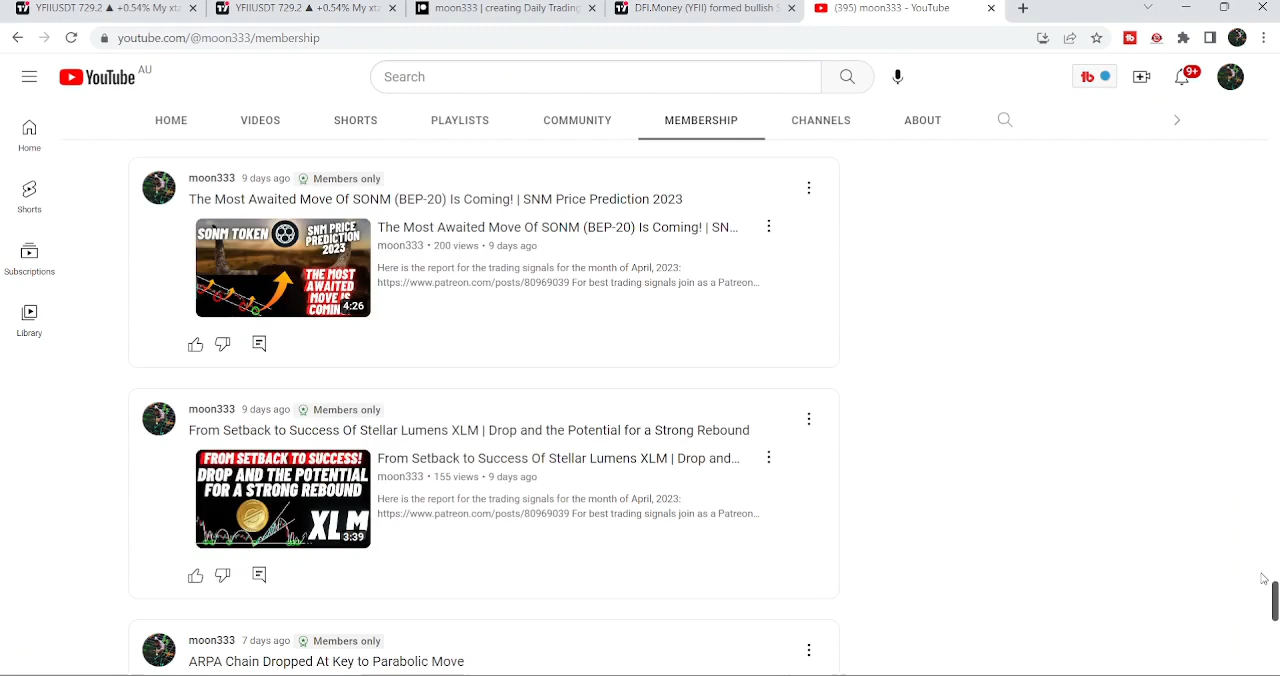 YFIIUSDT 729.2 ▲ +0.54% My xta
YFIIUSDT 729.2 ▲ +0.54% My xta
moon333 | creating Daily Trading
DFI.Money (YFII) formed bullish S
(395) moon333 - YouTube
youtube.com/@moon333/membership
YouTube AU
Search
9+
HOME
VIDEOS
SHORTS
PLAYLISTS
COMMUNITY
MEMBERSHIP
CHANNELS
ABOUT
Home
Shorts
Subscriptions
Library
moon333 9 days ago Members only
The Most Awaited Move Of SONM (BEP-20) Is Coming! | SNM Price Prediction 2023
SONM TOKEN
SNM PRICE
PREDICTION
2023
THE MOST
AWAITED
MOVE IS
COMIN
4:26
The Most Awaited Move Of SONM (BEP-20) Is Coming! | SN...
moon333 • 200 views • 9 days ago
Here is the report for the trading signals for the month of April, 2023:
https://www.patreon.com/posts/80969039 For best trading signals join as a Patreon...
moon333 9 days ago Members only
From Setback to Success Of Stellar Lumens XLM | Drop and the Potential for a Strong Rebound
FROM SETBACK TO SUCCESS!
DROP AND THE POTENTIAL
FOR A STRONG REBOUND
XLM
3:39
From Setback to Success Of Stellar Lumens XLM | Drop and...
moon333 • 155 views • 9 days ago
Here is the report for the trading signals for the month of April, 2023:
https://www.patreon.com/posts/80969039 For best trading signals join as a Patreon...
moon333 7 days ago Members only
ARPA Chain Dropped At Key to Parabolic Move